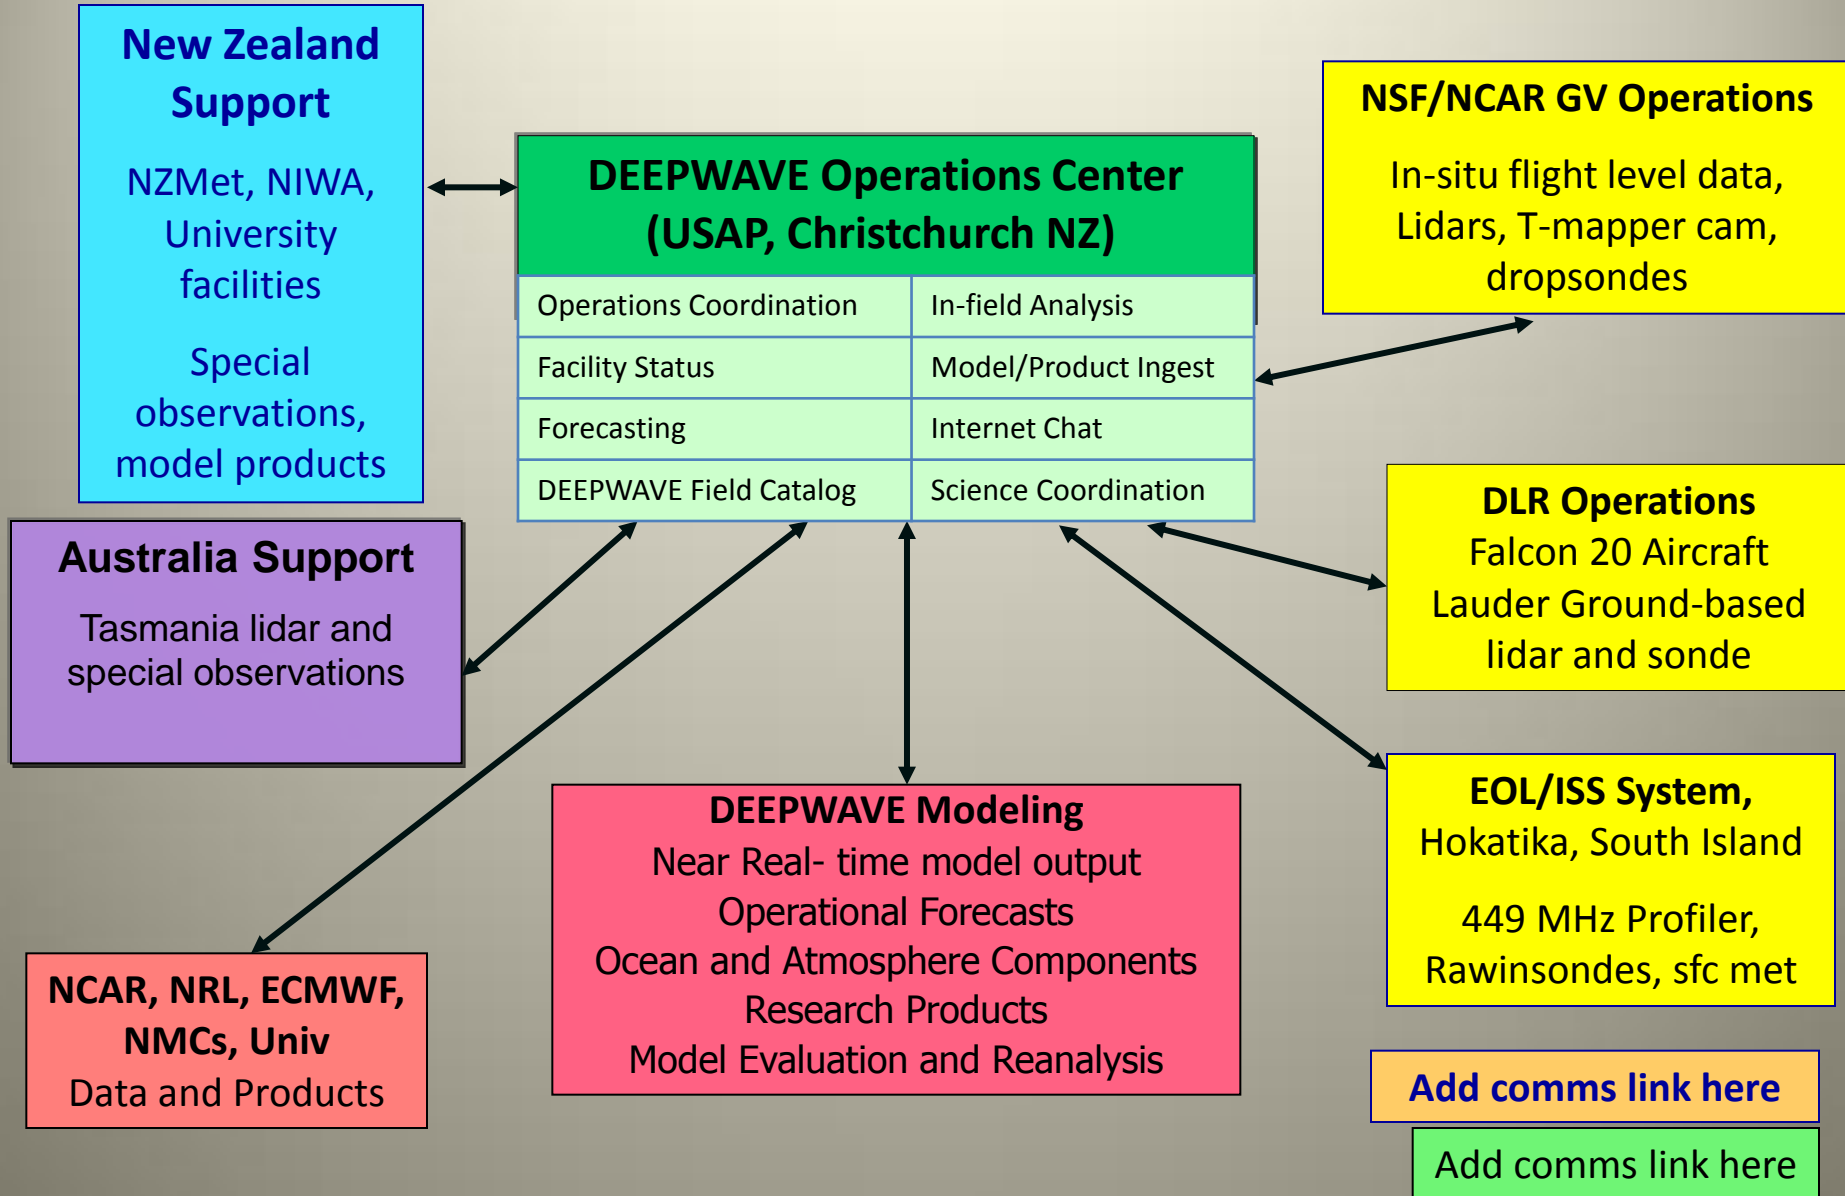 New Zealand
Support
NZMet, NIWA,
University
facilities
Special
observations,
model products
DEEPWAVE Operations Center
(USAP, Christchurch NZ)
Operations Coordination
In-field Analysis
Facility Status
Model/Product Ingest
Forecasting
Internet Chat
DEEPWAVE Field Catalog
Science Coordination
NSF/NCAR GV Operations
In-situ flight level data,
Lidars, T-mapper cam,
dropsondes
Australia Support
Tasmania lidar and
special observations
DLR Operations
Falcon 20 Aircraft
Lauder Ground-based
lidar and sonde
NCAR, NRL, ECMWF,
NMCs, Univ
Data and Products
DEEPWAVE Modeling
Near Real- time model output
Operational Forecasts
Ocean and Atmosphere Components
Research Products
Model Evaluation and Reanalysis
EOL/ISS System,
Hokatika, South Island
449 MHz Profiler,
Rawinsondes, sfc met
Add comms link here
Add comms link here